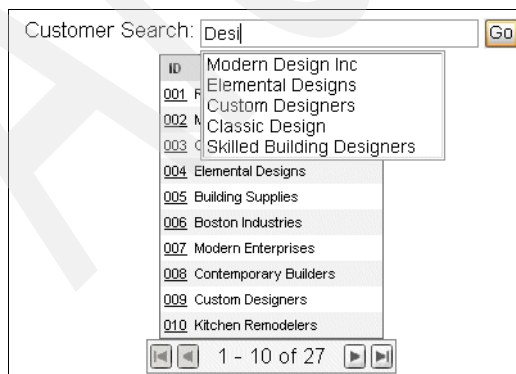 Customer Search: Desi Go
Modern Design Inc
Elemental Designs
Custom Designers
Classic Design
Skilled Building Designers
ID
001 R
002 M
003 C
004 Elemental Designs
005 Building Supplies
006 Boston Industries
007 Modern Enterprises
008 Contemporary Builders
009 Custom Designers
010 Kitchen Remodelers
1 - 10 of 27